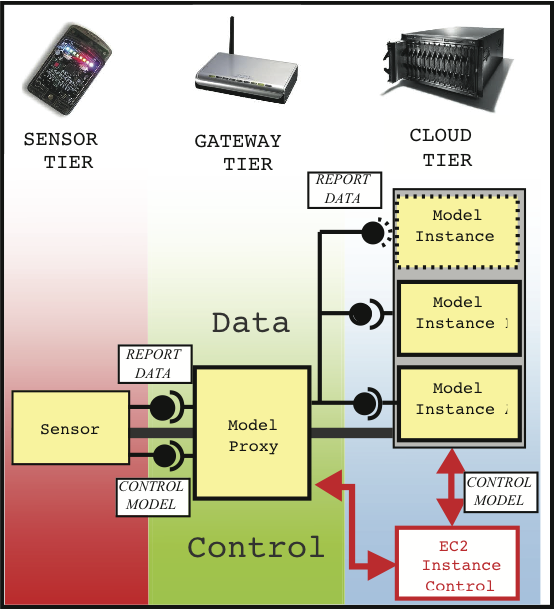 SENSOR
TIER
GATEWAY
TIER
CLOUD
TIER
REPORT
DATA
Model
Instance
Data
Model
Instance
REPORT
DATA
Model
Instance
Sensor
Model
Proxy
CONTROL
MODEL
CONTROL
MODEL
Control
EC2
Instance
Control